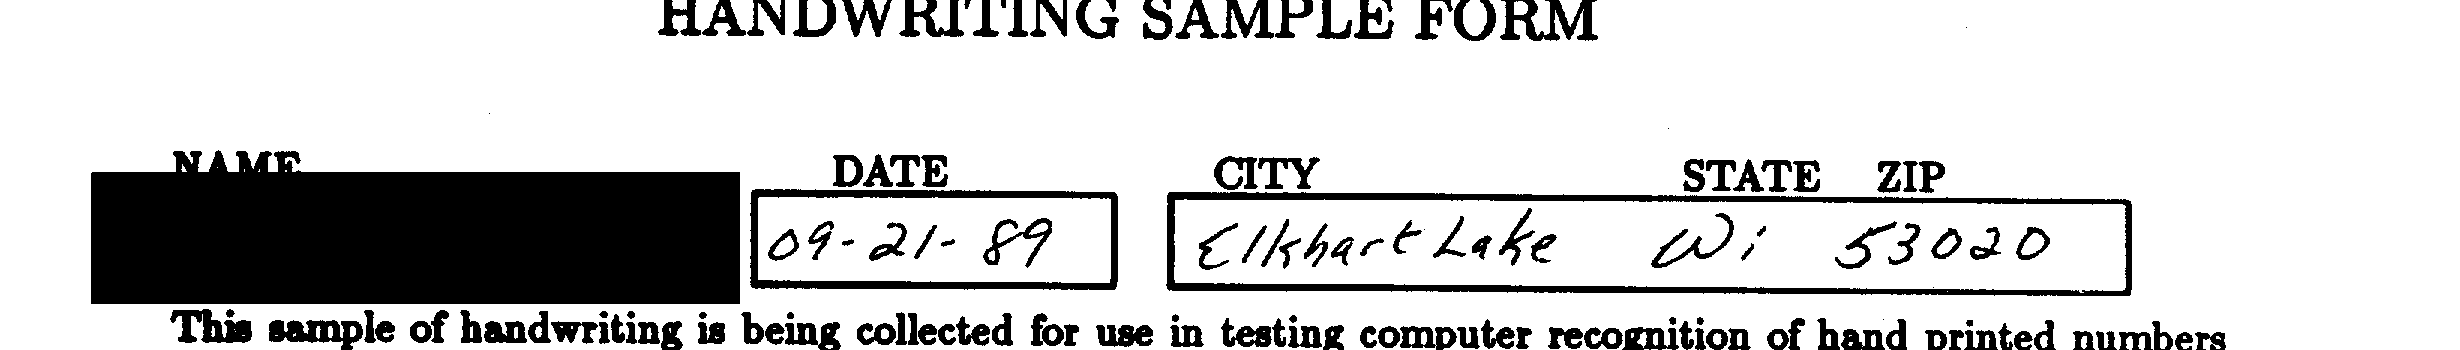 HANDWRITING SAMPLE FORM
NAME DATE CITY STATE ZIP
09-21-89 Elkhart Lake Wi 53020
This sample of handwriting is being collected for use in testing computer recognition of hand printed numbers